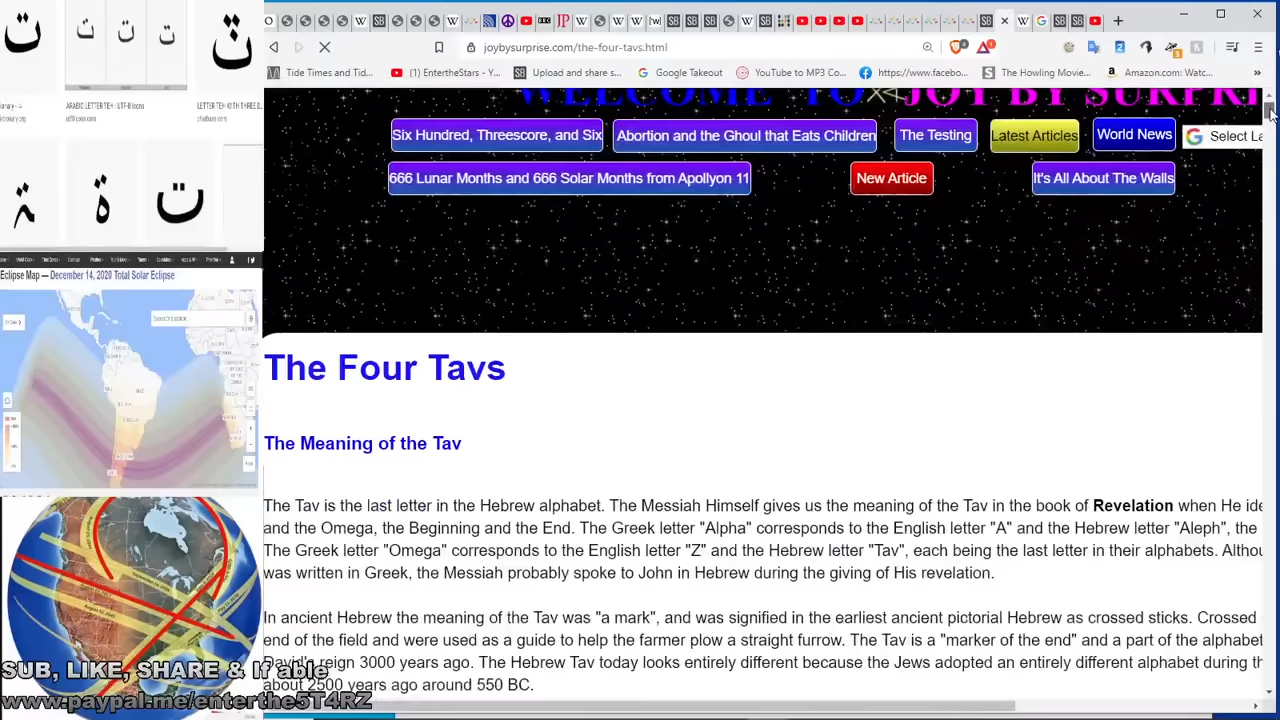 ت
ت
ت
ت
ARABIC LETTER TEH
ة
ت
joybysurprise.com/the-four-tavs.html
Tide Times and Tid...
(1) EntertheStars - Y...
Upload and share s...
Google Takeout
YouTube to MP3 Co...
https://www.facebo...
The Howling Movie...
Amazon.com: Watc...
»
WELCOME TO JOY BY SURPRI
Six Hundred, Threescore, and Six
Abortion and the Ghoul that Eats Children
The Testing
Latest Articles
World News
Select La
666 Lunar Months and 666 Solar Months from Apollyon 11
New Article
It's All About The Walls
Eclipse Map — December 14, 2020 Total Solar Eclipse
The Four Tavs
The Meaning of the Tav
The Tav is the last letter in the Hebrew alphabet. The Messiah Himself gives us the meaning of the Tav in the book of Revelation when He ide
and the Omega, the Beginning and the End. The Greek letter "Alpha" corresponds to the English letter "A" and the Hebrew letter "Aleph", the
The Greek letter "Omega" corresponds to the English letter "Z" and the Hebrew letter "Tav", each being the last letter in their alphabets. Althou
was written in Greek, the Messiah probably spoke to John in Hebrew during the giving of His revelation.
In ancient Hebrew the meaning of the Tav was "a mark", and was signified in the earliest ancient pictorial Hebrew as crossed sticks. Crossed
end of the field and were used as a guide to help the farmer plow a straight furrow. The Tav is a "marker of the end" and a part of the alphabet
David's reign 3000 years ago. The Hebrew Tav today looks entirely different because the Jews adopted an entirely different alphabet during th
about 2500 years ago around 550 BC.
SUB, LIKE, SHARE & If able
www.paypal.me/enterthe5T4RZ